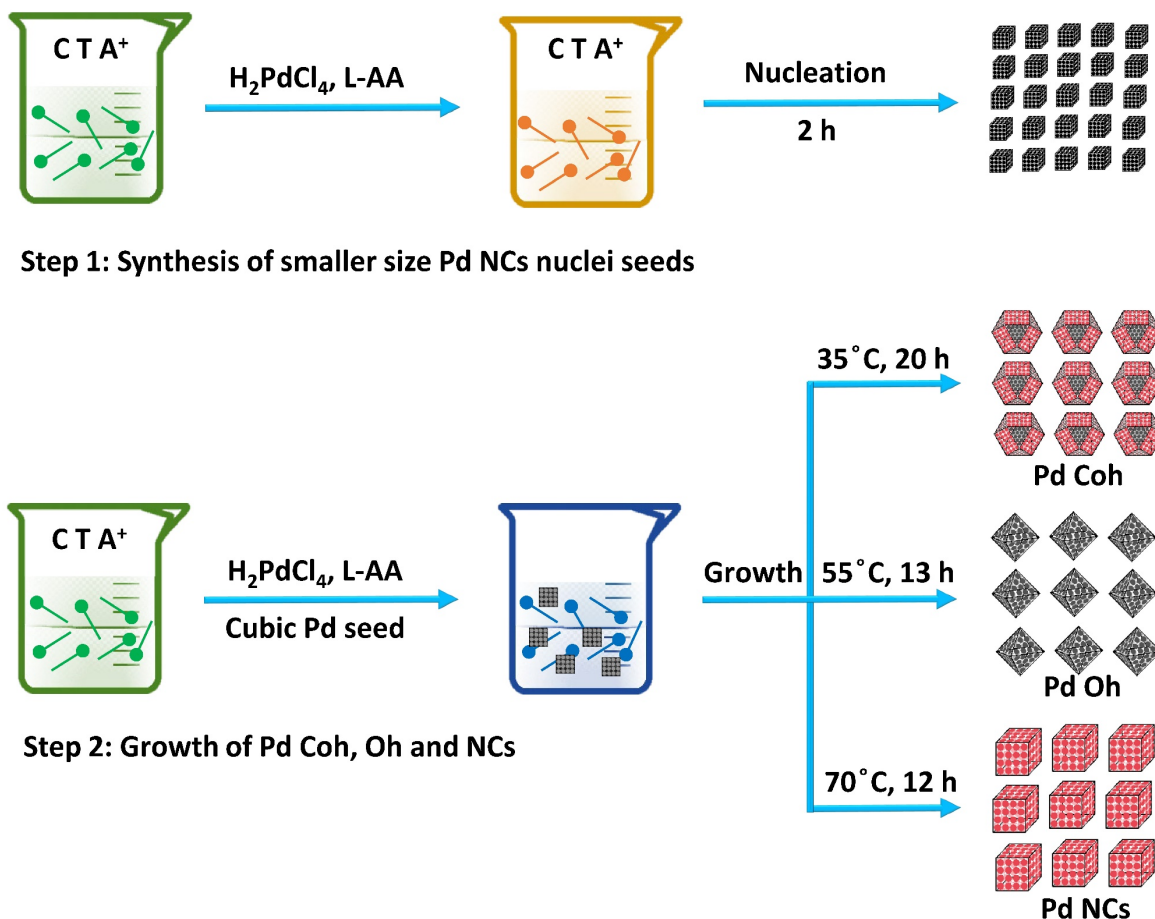 C T A⁺
H₂PdCl₄, L-AA
C T A⁺
Nucleation
2 h
Step 1: Synthesis of smaller size Pd NCs nuclei seeds
35˚C, 20 h
Pd Coh
C T A⁺
H₂PdCl₄, L-AA
Cubic Pd seed
Growth
55˚C, 13 h
Pd Oh
Step 2: Growth of Pd Coh, Oh and NCs
70˚C, 12 h
Pd NCs